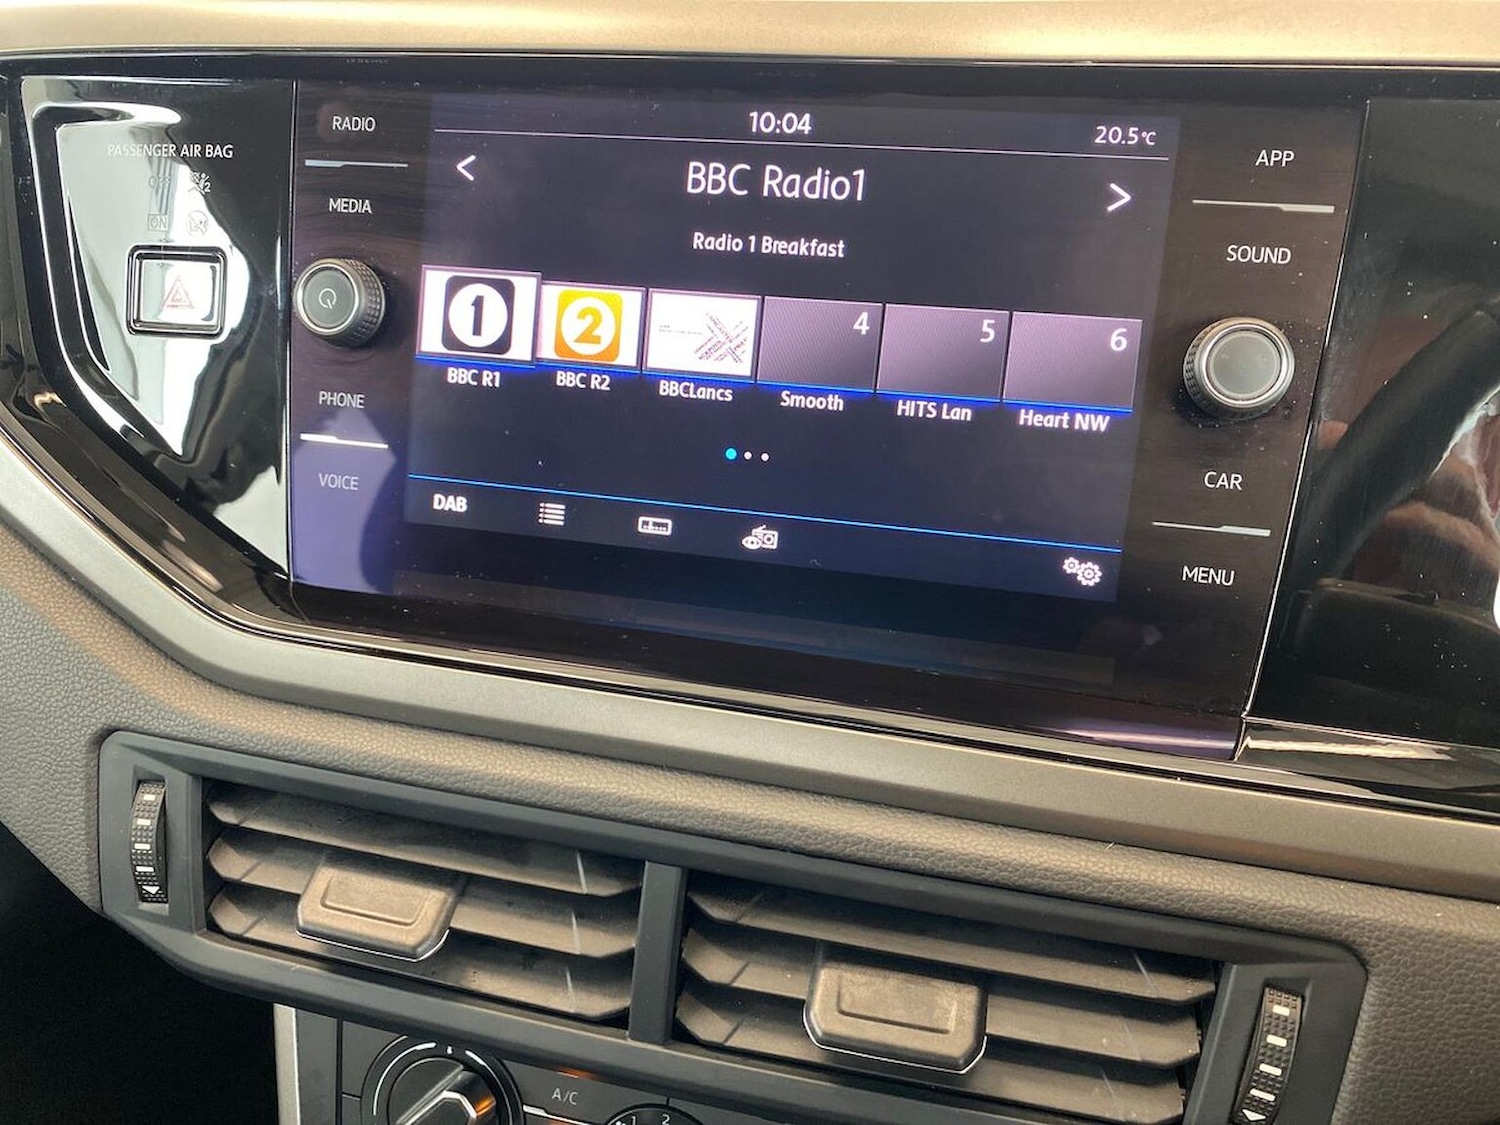 10:04
20.5°C
RADIO
MEDIA
PHONE
VOICE
PASSENGER AIR BAG
OFF
ON
< BBC Radio1 >
Radio 1 Breakfast
1
2
4
5
6
BBC R1
BBC R2
BBCLancs
Smooth
HITS Lan
Heart NW
DAB
APP
SOUND
CAR
MENU
A/C
1
2